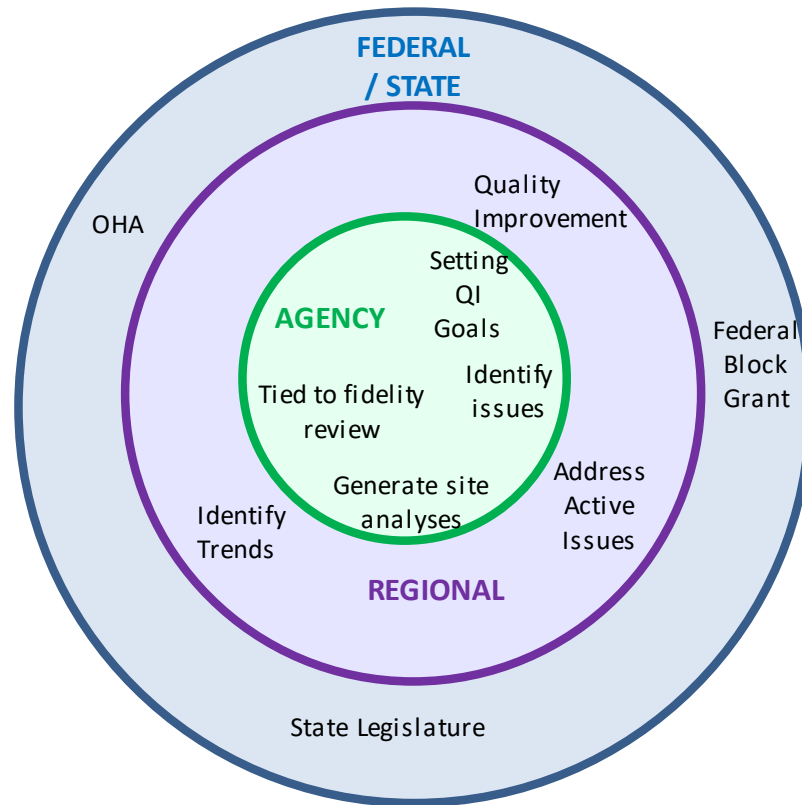 FEDERAL
/ STATE
Quality
Improvement
OHA
Setting
QI
Goals
AGENCY
Federal
Block
Grant
Identify
issues
Tied to fidelity
review
Address
Active
Issues
Generate site
analyses
Identify
Trends
REGIONAL
State Legislature